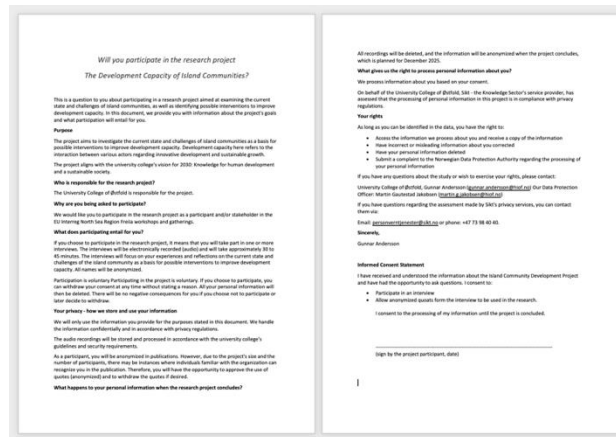 Will you participate in the research project
The Development Capacity of Island Communities?
This is a question to you about participating in a research project aimed at examining the current
state and challenges of island communities, as well as identifying possible interventions to improve
development capacity. In this document, we provide you with information about the project's goals
and what participation will entail for you.
Purpose
The project aims to investigate the current state and challenges of island communities as a basis for
possible interventions to improve development capacity. Development capacity here refers to the
interaction between various actors regarding innovative development and sustainable growth.
The project aligns with the university college's vision for 2030: Knowledge for human development
and a sustainable society.
Who is responsible for the research project?
The University College of Østfold is responsible for the project.
Why are you being asked to participate?
We would like you to participate in the research project as a participant and/or stakeholder in the
EU Interreg North Sea Region Freiia workshops and gatherings.
What does participating entail for you?
If you choose to participate in the research project, it means that you will take part in one or more
interviews. The interviews will be electronically recorded (audio) and will take approximately 30 to
45 minutes. The interviews will focus on your experiences and reflections on the current state and
challenges of the island community as a basis for possible interventions to improve development
capacity. All names will be anonymized.
Participation is voluntary Participating in the project is voluntary. If you choose to participate, you
can withdraw your consent at any time without stating a reason. All your personal information will
then be deleted. There will be no negative consequences for you if you choose not to participate or
later decide to withdraw.
Your privacy - how we store and use your information
We will only use the information you provide for the purposes stated in this document. We handle
the information confidentially and in accordance with privacy regulations.
The audio recordings will be stored and processed in accordance with the university college's
guidelines and security requirements.
As a participant, you will be anonymized in publications. However, due to the project's size and the
number of participants, there may be instances where individuals familiar with the organization can
recognize you in the publication. Therefore, you will have the opportunity to approve the use of
quotes (anonymized) and to withdraw the quotes if desired.
What happens to your personal information when the research project concludes?
All recordings will be deleted, and the information will be anonymized when the project concludes,
which is planned for December 2025.
What gives us the right to process personal information about you?
We process information about you based on your consent.
On behalf of the University College of Østfold, Sikt - the Knowledge Sector's service provider, has
assessed that the processing of personal information in this project is in compliance with privacy
regulations.
Your rights
As long as you can be identified in the data, you have the right to:
• Access the information we process about you and receive a copy of the information
• Have incorrect or misleading information about you corrected
• Have your personal information deleted
• Submit a complaint to the Norwegian Data Protection Authority regarding the processing of
your personal information
If you have any questions about the study or wish to exercise your rights, please contact:
University College of Østfold, Gunnar Andersson (gunnar.andersson@hiof.no) Our Data Protection
Officer: Martin Gautestad Jakobsen (martin.g.jakobsen@hiof.no)
If you have questions regarding the assessment made by Sikt's privacy services, you can contact
them via:
Email: personverntjenester@sikt.no or phone: +47 73 98 40 40.
Sincerely,
Gunnar Andersson
Informed Consent Statement
I have received and understood the information about the Island Community Development Project
and have had the opportunity to ask questions. I consent to:
• Participate in an interview
• Allow anonymized quotes form the interview to be used in the research.
I consent to the processing of my information until the project is concluded.
(sign by the project participant, date)